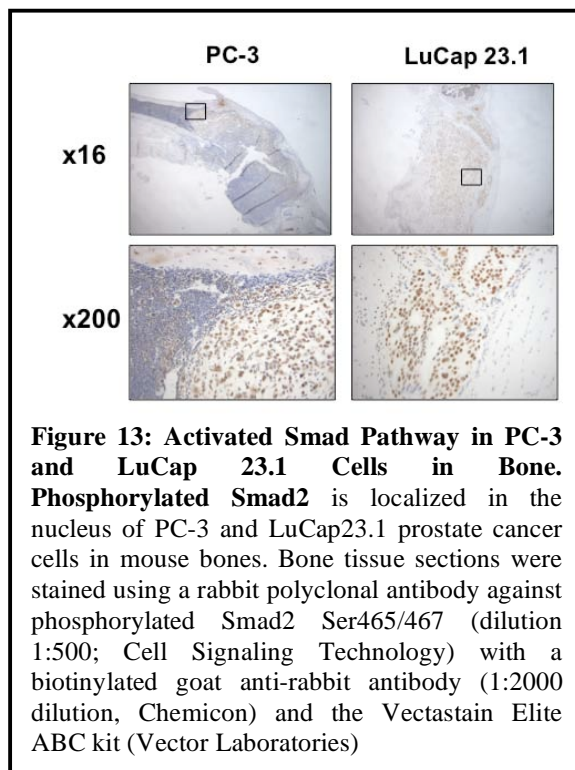 PC-3 LuCap 23.1
x16
x200
Figure 13: Activated Smad Pathway in PC-3
and LuCap 23.1 Cells in Bone.
Phosphorylated Smad2 is localized in the
nucleus of PC-3 and LuCap23.1 prostate cancer
cells in mouse bones. Bone tissue sections were
stained using a rabbit polyclonal antibody against
phosphorylated Smad2 Ser465/467 (dilution
1:500; Cell Signaling Technology) with a
biotinylated goat anti-rabbit antibody (1:2000
dilution, Chemicon) and the Vectastain Elite
ABC kit (Vector Laboratories)